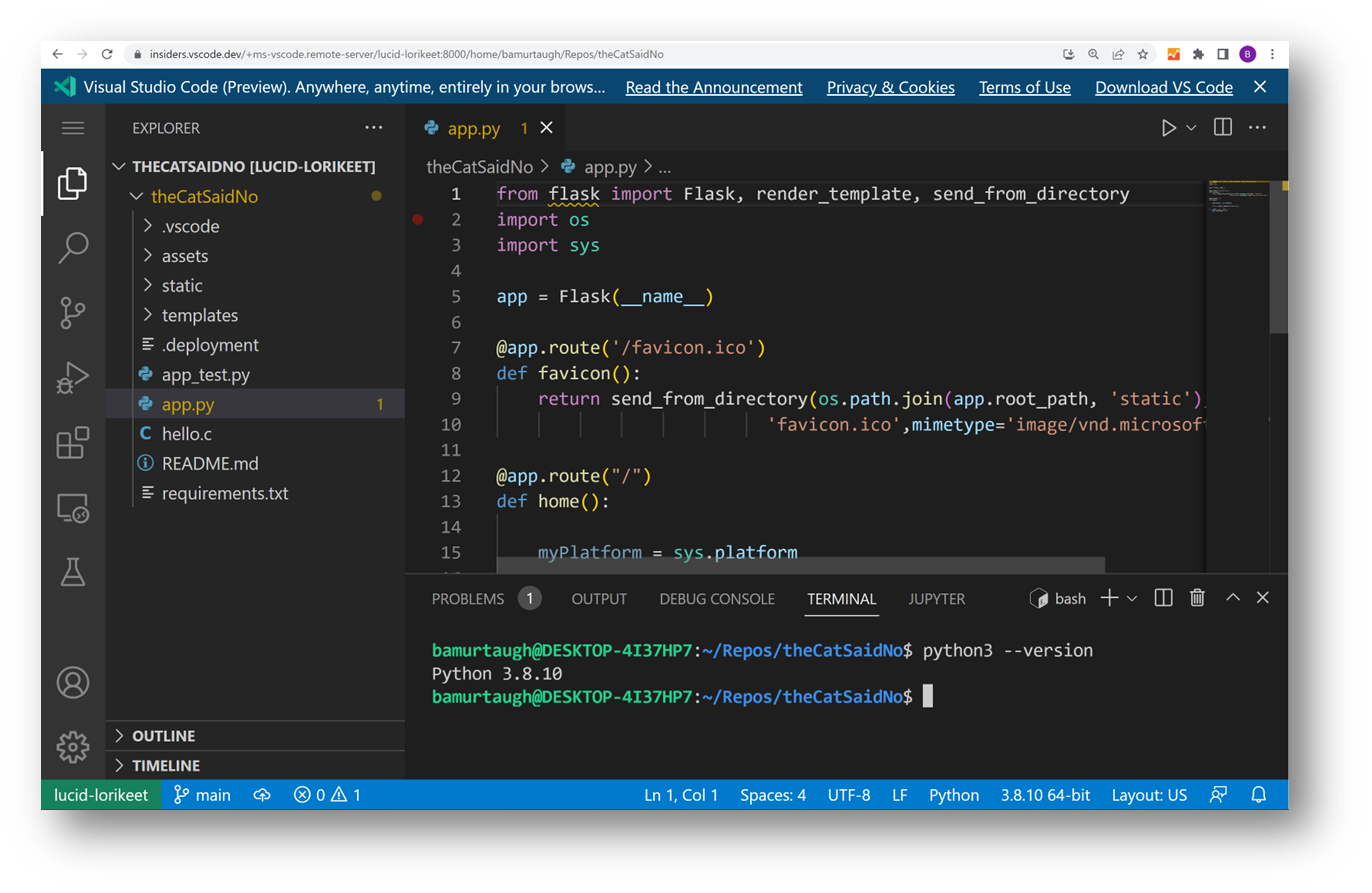 insiders.vscode.dev/+ms-vscode.remote-server/lucid-lorikeet:8000/home/bamurtaugh/Repos/theCatSaidNo
B
Visual Studio Code (Preview). Anywhere, anytime, entirely in your brows... Read the Announcement Privacy & Cookies Terms of Use Download VS Code
EXPLORER
THECATSAIDNO [LUCID-LORIKEET]
theCatSaidNo
.vscode
assets
static
templates
.deployment
app_test.py
app.py 1
C hello.c
README.md
requirements.txt
OUTLINE
TIMELINE
app.py 1
theCatSaidNo > app.py > ...
1 from flask import Flask, render_template, send_from_directory
2 import os
3 import sys
4
5 app = Flask(__name__)
6
7 @app.route('/favicon.ico')
8 def favicon():
9 return send_from_directory(os.path.join(app.root_path, 'static')
10 'favicon.ico',mimetype='image/vnd.microsof
11
12 @app.route("/")
13 def home():
14
15 myPlatform = sys.platform
PROBLEMS 1 OUTPUT DEBUG CONSOLE TERMINAL JUPYTER bash
bamurtaugh@DESKTOP-4I37HP7:~/Repos/theCatSaidNo$ python3 --version
Python 3.8.10
bamurtaugh@DESKTOP-4I37HP7:~/Repos/theCatSaidNo$
lucid-lorikeet main 0 1 Ln 1, Col 1 Spaces: 4 UTF-8 LF Python 3.8.10 64-bit Layout: US